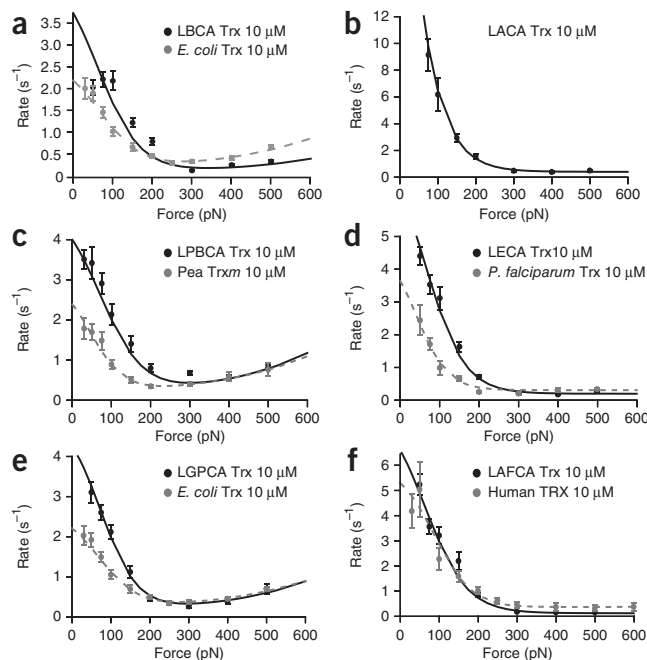 a
LBCA Trx 10 µM
E. coli Trx 10 µM
Rate (s⁻¹)
3.5
3.0
2.5
2.0
1.5
1.0
0.5
0
0 100 200 300 400 500 600
Force (pN)
b
LACA Trx 10 µM
Rate (s⁻¹)
12
10
8
6
4
2
0
0 100 200 300 400 500 600
Force (pN)
c
LPBCA Trx 10 µM
Pea Trxm 10 µM
Rate (s⁻¹)
4
3
2
1
0
0 100 200 300 400 500 600
Force (pN)
d
LECA Trx10 µM
P. falciparum Trx 10 µM
Rate (s⁻¹)
5
4
3
2
1
0
0 100 200 300 400 500 600
Force (pN)
e
LGPCA Trx 10 µM
E. coli Trx 10 µM
Rate (s⁻¹)
4
3
2
1
0
0 100 200 300 400 500 600
Force (pN)
f
LAFCA Trx 10 µM
Human TRX 10 µM
Rate (s⁻¹)
6
5
4
3
2
1
0
0 100 200 300 400 500 600
Force (pN)